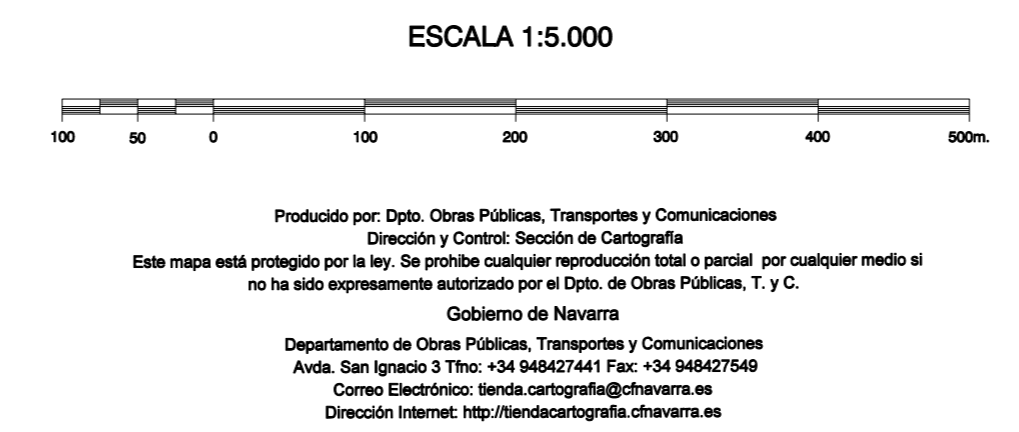 ESCALA 1:5.000
100 50 0 100 200 300 400 500m.
Producido por: Dpto. Obras Públicas, Transportes y Comunicaciones
Dirección y Control: Sección de Cartografía
Este mapa está protegido por la ley. Se prohibe cualquier reproducción total o parcial por cualquier medio si
no ha sido expresamente autorizado por el Dpto. de Obras Públicas, T. y C.
Gobierno de Navarra
Departamento de Obras Públicas, Transportes y Comunicaciones
Avda. San Ignacio 3 Tfno: +34 948427441 Fax: +34 948427549
Correo Electrónico: tienda.cartografia@cfnavarra.es
Dirección Internet: http://tiendacartografia.cfnavarra.es